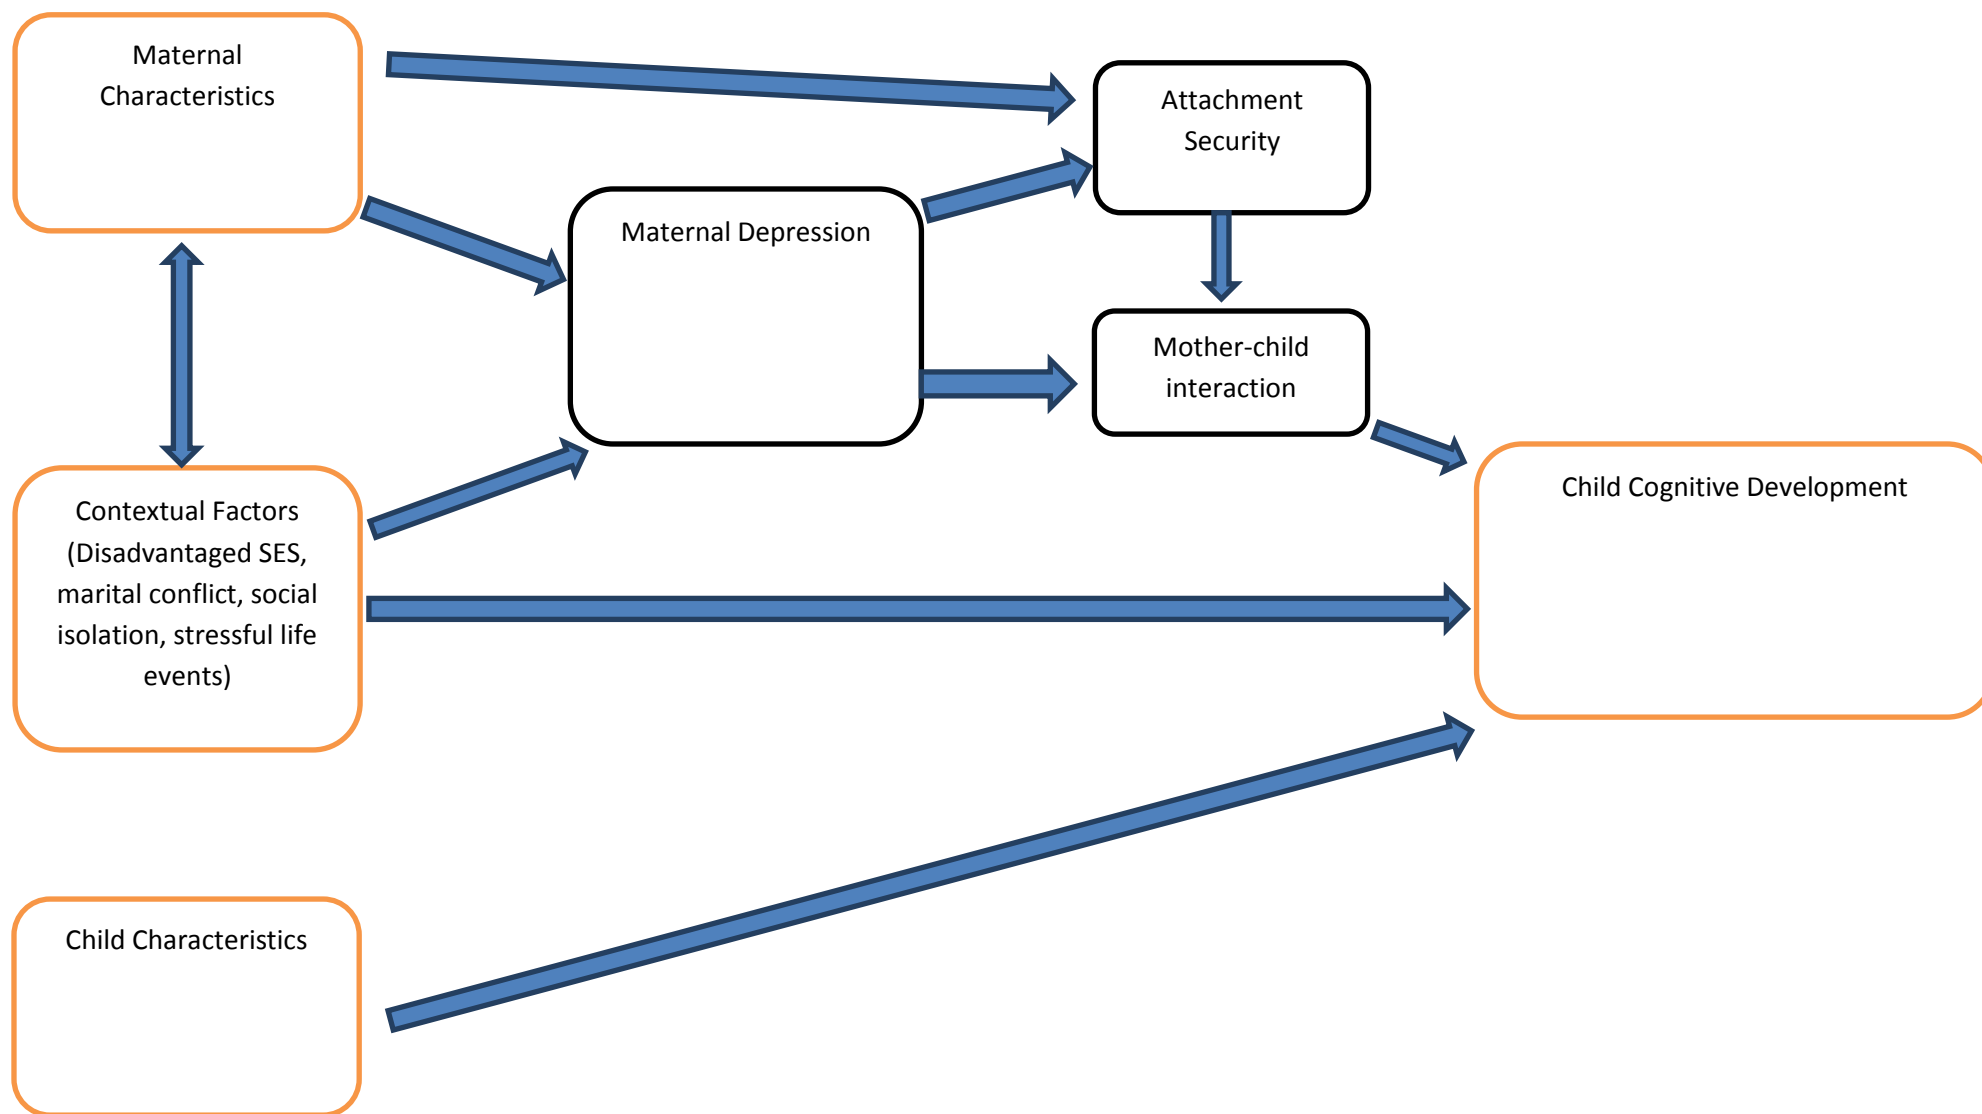 Maternal
Characteristics
Attachment
Security
Maternal Depression
Mother-child
interaction
Child Cognitive Development
Contextual Factors
(Disadvantaged SES,
marital conflict, social
isolation, stressful life
events)
Child Characteristics